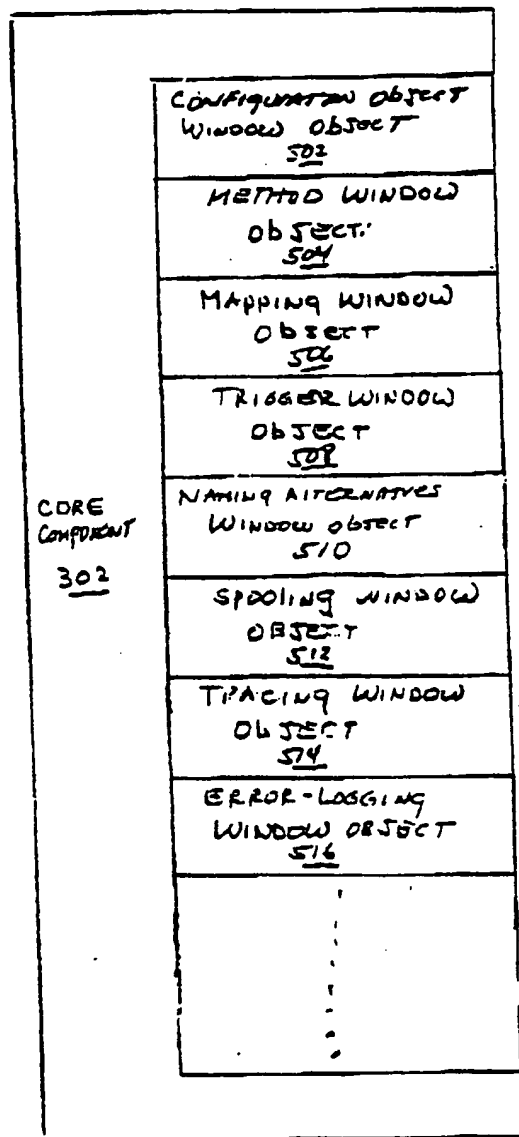 CONFIGURATION ObJECT
WINDOW ObJECT
502
METHOD WINDOW
ObJECT
504
MAPPING WINDOW
ObJECT
506
TRIGGER WINDOW
ObJECT
508
NAMING ALTERNATIVES
WINDOW ObJECT
510
SPOOLING WINDOW
OBJECT
512
TRACING WINDOW
ObJECT
514
ERROR-LOGGING
WINDOW OBJECT
516
CORE
COMPONENT
302